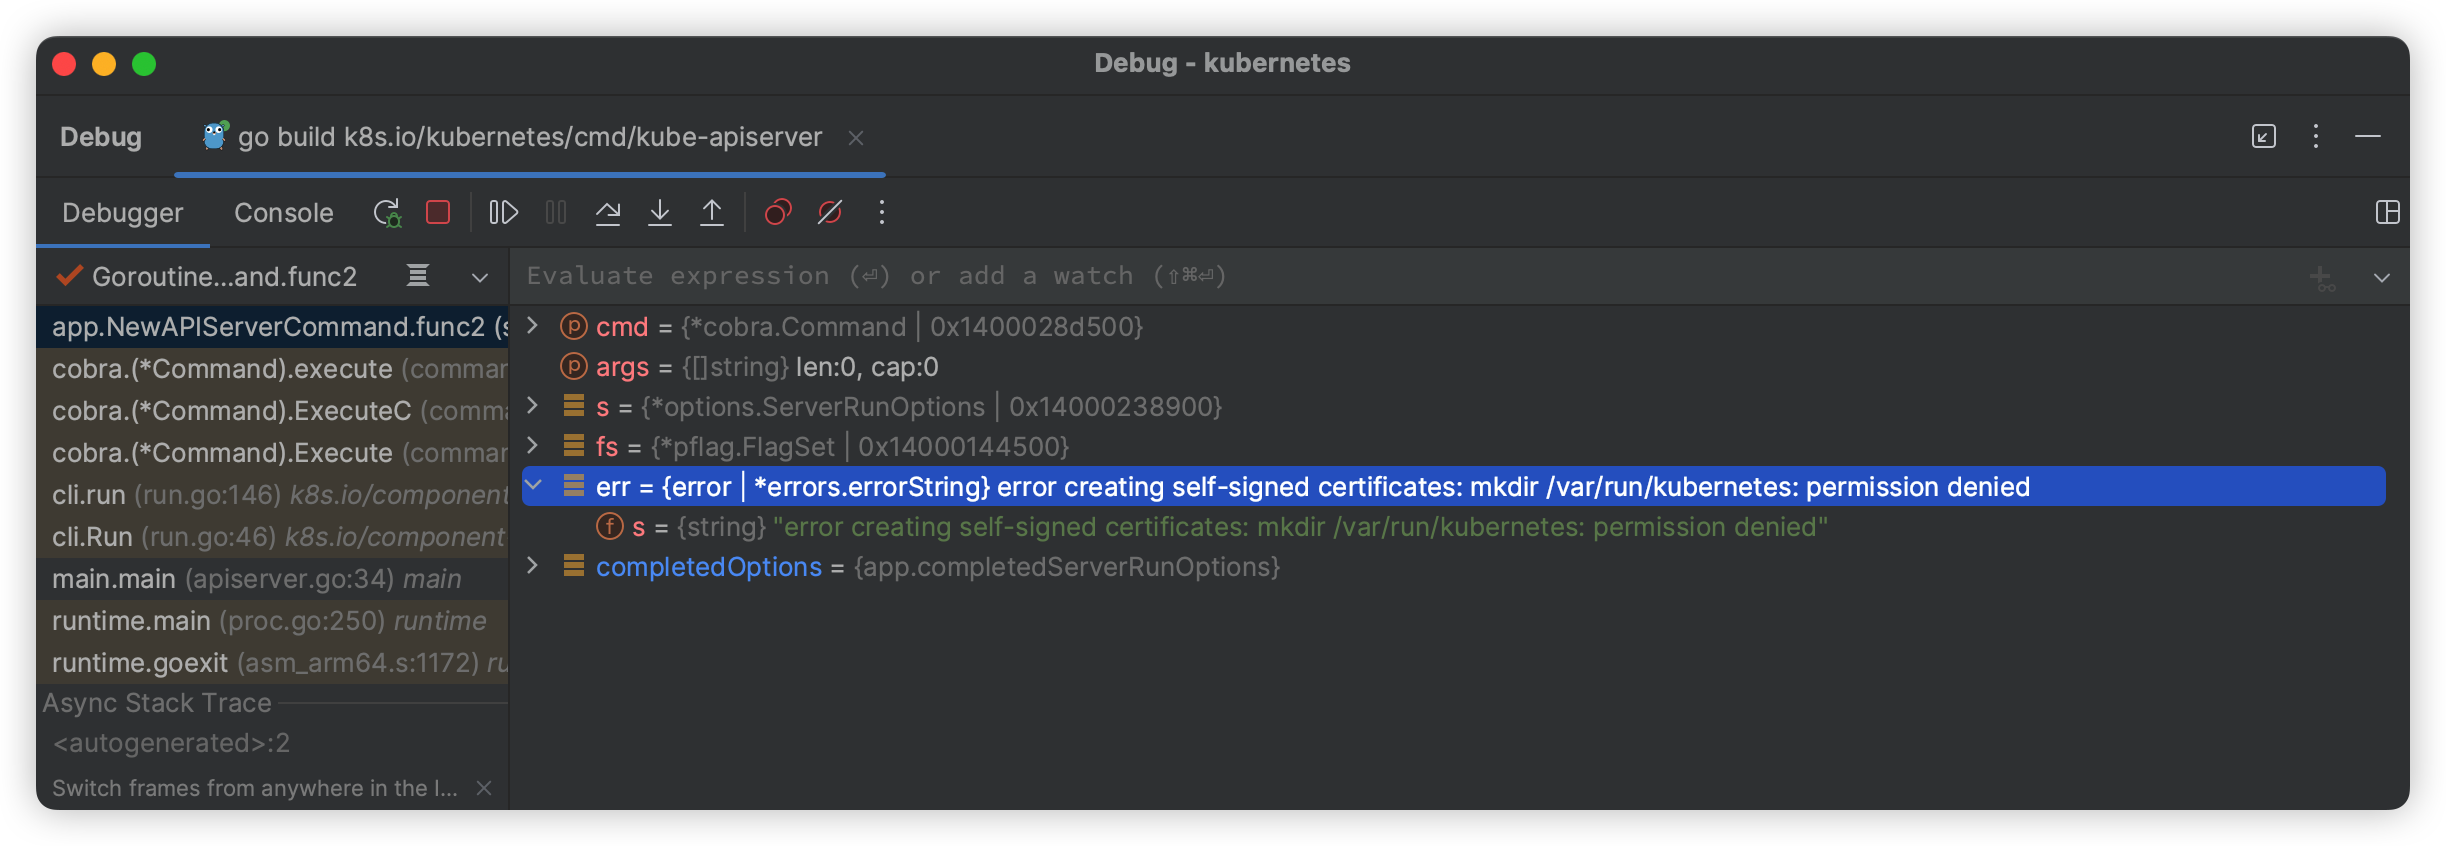 Debug - kubernetes
Debug
go build k8s.io/kubernetes/cmd/kube-apiserver
Debugger
Console
Goroutine...and.func2
Evaluate expression (⏎) or add a watch (⇧⌘⏎)
app.NewAPIServerCommand.func2 (s
cobra.(*Command).execute (commar
cobra.(*Command).ExecuteC (comma
cobra.(*Command).Execute (commar
cli.run (run.go:146) k8s.io/component
cli.Run (run.go:46) k8s.io/component
main.main (apiserver.go:34) main
runtime.main (proc.go:250) runtime
runtime.goexit (asm_arm64.s:1172) ru
Async Stack Trace
<autogenerated>:2
Switch frames from anywhere in the I...
p cmd = {*cobra.Command | 0x1400028d500}
p args = {[]string} len:0, cap:0
s = {*options.ServerRunOptions | 0x14000238900}
fs = {*pflag.FlagSet | 0x14000144500}
err = {error | *errors.errorString} error creating self-signed certificates: mkdir /var/run/kubernetes: permission denied
f s = {string} "error creating self-signed certificates: mkdir /var/run/kubernetes: permission denied"
completedOptions = {app.completedServerRunOptions}